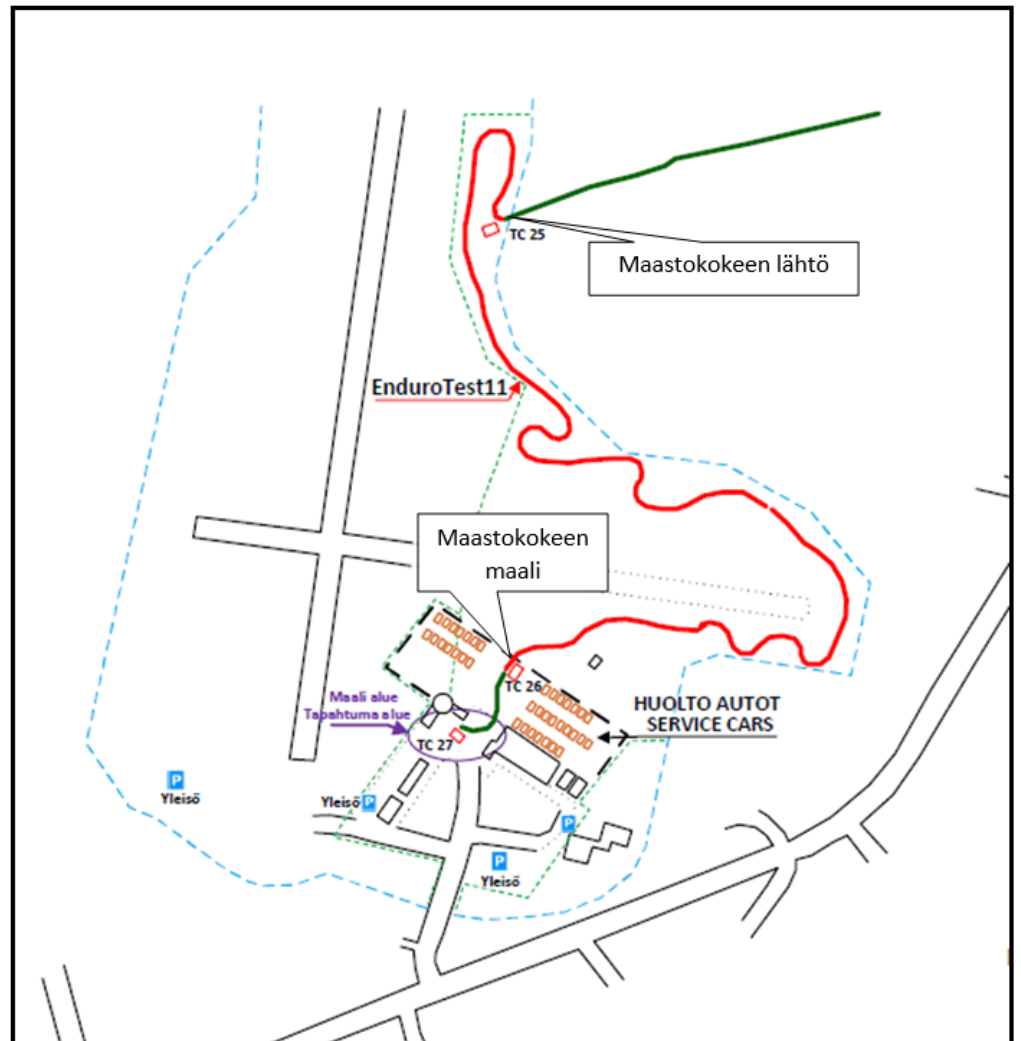 TC 25
Maastokokeen lähtö
EnduroTest11
Maastokokeen
maali
TC 26
Maali alue
Tapahtuma alue
HUOLTO AUTOT
SERVICE CARS
TC 27
P
Yleisö
Yleisö P
P
P
Yleisö